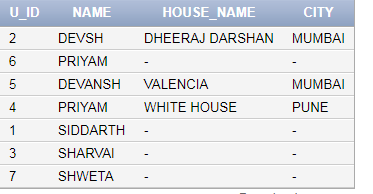 U_ID NAME HOUSE_NAME CITY
2 DEVSH DHEERAJ DARSHAN MUMBAI
6 PRIYAM - -
5 DEVANSH VALENCIA MUMBAI
4 PRIYAM WHITE HOUSE PUNE
1 SIDDARTH - -
3 SHARVAI - -
7 SHWETA - -